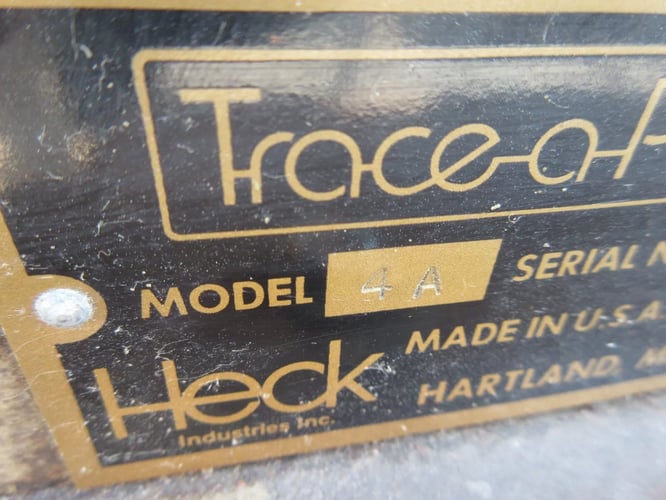 Trace-a-
MODEL 4 A SERIAL N
MADE IN U.S.A
Heck HARTLAND, M
Industries Inc.